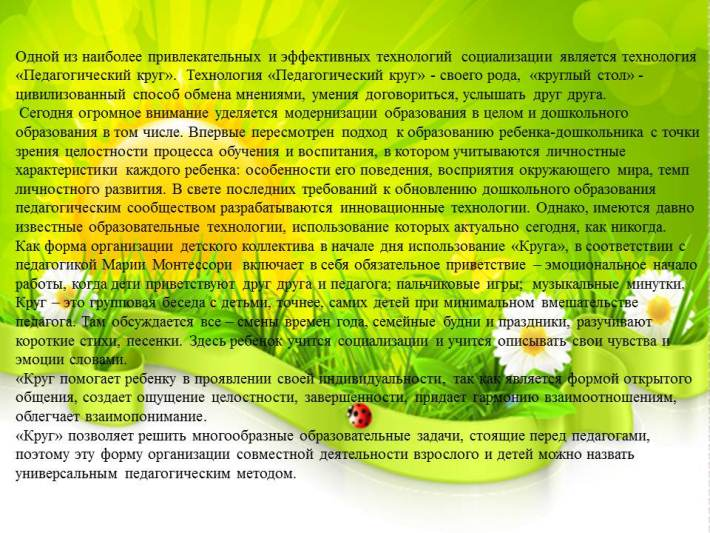 Одной из наиболее привлекательных и эффективных технологий социализации является технология
«Педагогический круг». Технология «Педагогический круг» - своего рода, «круглый стол» -
цивилизованный способ обмена мнениями, умения договориться, услышать друг друга.
Сегодня огромное внимание уделяется модернизации образования в целом и дошкольного
образования в том числе. Впервые пересмотрен подход к образованию ребенка-дошкольника с точки
зрения целостности процесса обучения и воспитания, в котором учитываются личностные
характеристики каждого ребенка: особенности его поведения, восприятия окружающего мира, темп
личностного развития. В свете последних требований к обновлению дошкольного образования
педагогическим сообществом разрабатываются инновационные технологии. Однако, имеются давно
известные образовательные технологии, использование которых актуально сегодня, как никогда.
Как форма организации детского коллектива в начале дня использование «Круга», в соответствии с
педагогикой Марии Монтессори включает в себя обязательное приветствие – эмоциональное начало
работы, когда дети приветствуют друг друга и педагога; пальчиковые игры; музыкальные минутки.
Круг – это групповая беседа с детьми, точнее, самих детей при минимальном вмешательстве
педагога. Там обсуждается все – смены времен года, семейные будни и праздники, разучивают
короткие стихи, песенки. Здесь ребенок учится социализации и учится описывать свои чувства и
эмоции словами.
«Круг помогает ребенку в проявлении своей индивидуальности, так как является формой открытого
общения, создает ощущение целостности, завершенности, придает гармонию взаимоотношениям,
облегчает взаимопонимание.
«Круг» позволяет решить многообразные образовательные задачи, стоящие перед педагогами,
поэтому эту форму организации совместной деятельности взрослого и детей можно назвать
универсальным педагогическим методом.